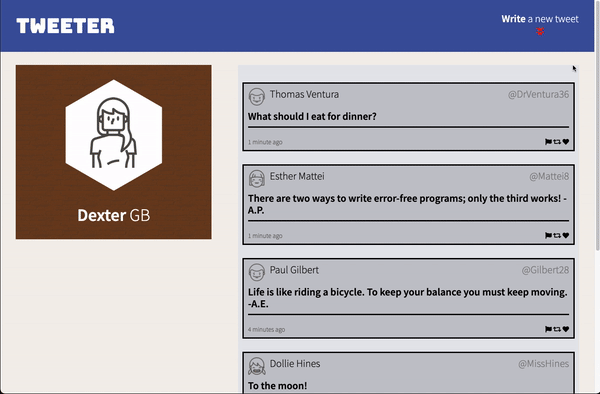 TWEETER
Write a new tweet
Dexter GB
Thomas Ventura
@DrVentura36
What should I eat for dinner?
1 minute ago
Esther Mattei
@Mattei8
There are two ways to write error-free programs; only the third works! -
A.P.
1 minute ago
Paul Gilbert
@Gilbert28
Life is like riding a bicycle. To keep your balance you must keep moving.
-A.E.
4 minutes ago
Dollie Hines
@MissHines
To the moon!